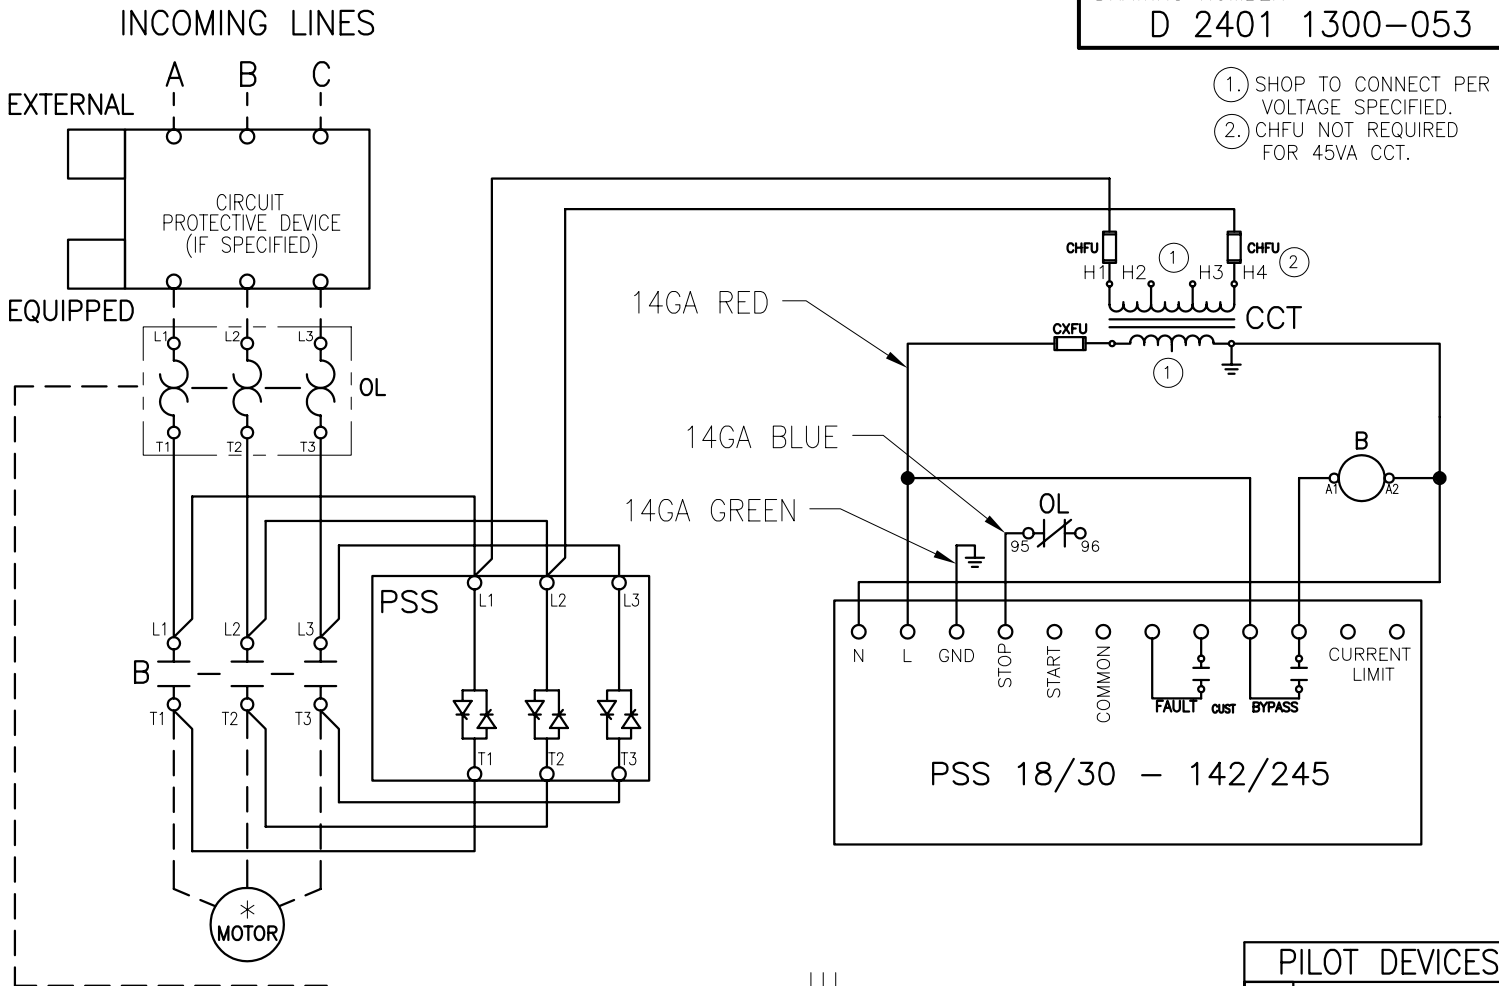 D 2401 1300-053
INCOMING LINES
A B C
EXTERNAL
1. SHOP TO CONNECT PER
VOLTAGE SPECIFIED.
2. CHFU NOT REQUIRED
FOR 45VA CCT.
CIRCUIT
PROTECTIVE DEVICE
(IF SPECIFIED)
EQUIPPED
CHFU CHFU 2
H1 H2 1 H3 H4
CCT
CXFU
1
14GA RED
L1 L2 L3
OL
T1 T2 T3
14GA BLUE
B
A1 A2
14GA GREEN
OL
95 96
PSS
L1 L2 L3
L1 L2 L3
B
T1 T2 T3
T1 T2 T3
N L GND STOP START COMMON
CURRENT
LIMIT
FAULT CUST BYPASS
PSS 18/30 - 142/245
*
MOTOR
PILOT DEVICES